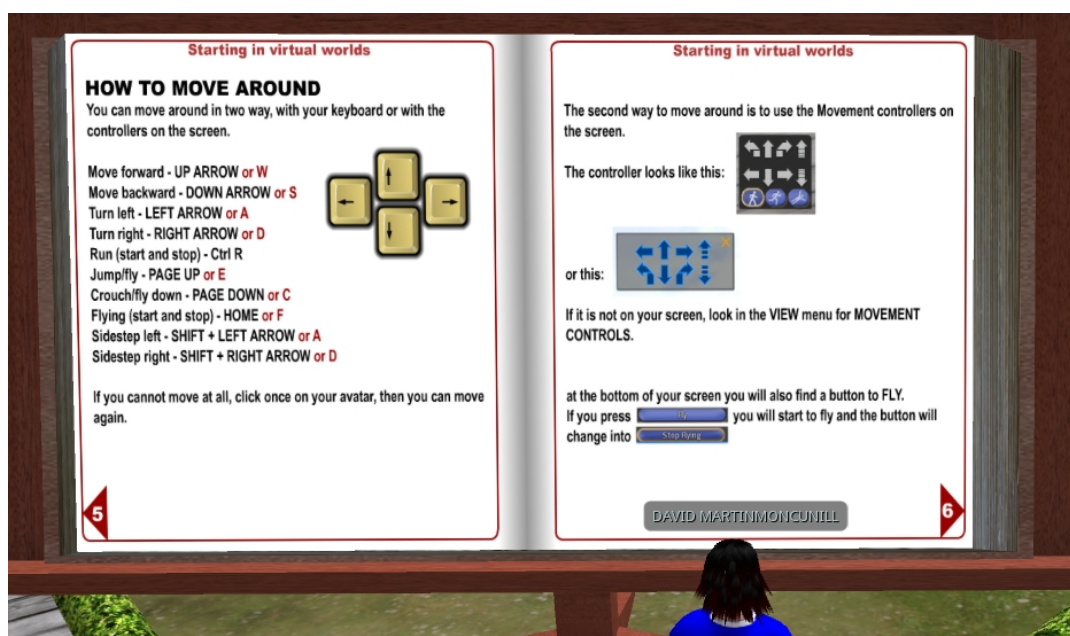 Starting in virtual worlds
HOW TO MOVE AROUND
You can move around in two way, with your keyboard or with the
controllers on the screen.
Move forward - UP ARROW or W
Move backward - DOWN ARROW or S
Turn left - LEFT ARROW or A
Turn right - RIGHT ARROW or D
Run (start and stop) - Ctrl R
Jump/fly - PAGE UP or E
Crouch/fly down - PAGE DOWN or C
Flying (start and stop) - HOME or F
Sidestep left - SHIFT + LEFT ARROW or A
Sidestep right - SHIFT + RIGHT ARROW or D
If you cannot move at all, click once on your avatar, then you can move
again.
5
Starting in virtual worlds
The second way to move around is to use the Movement controllers on
the screen.
The controller looks like this:
or this:
If it is not on your screen, look in the VIEW menu for MOVEMENT
CONTROLS.
at the bottom of your screen you will also find a button to FLY.
If you press Fly you will start to fly and the button will
change into Stop Flying
DAVID MARTINMONCUNILL
6